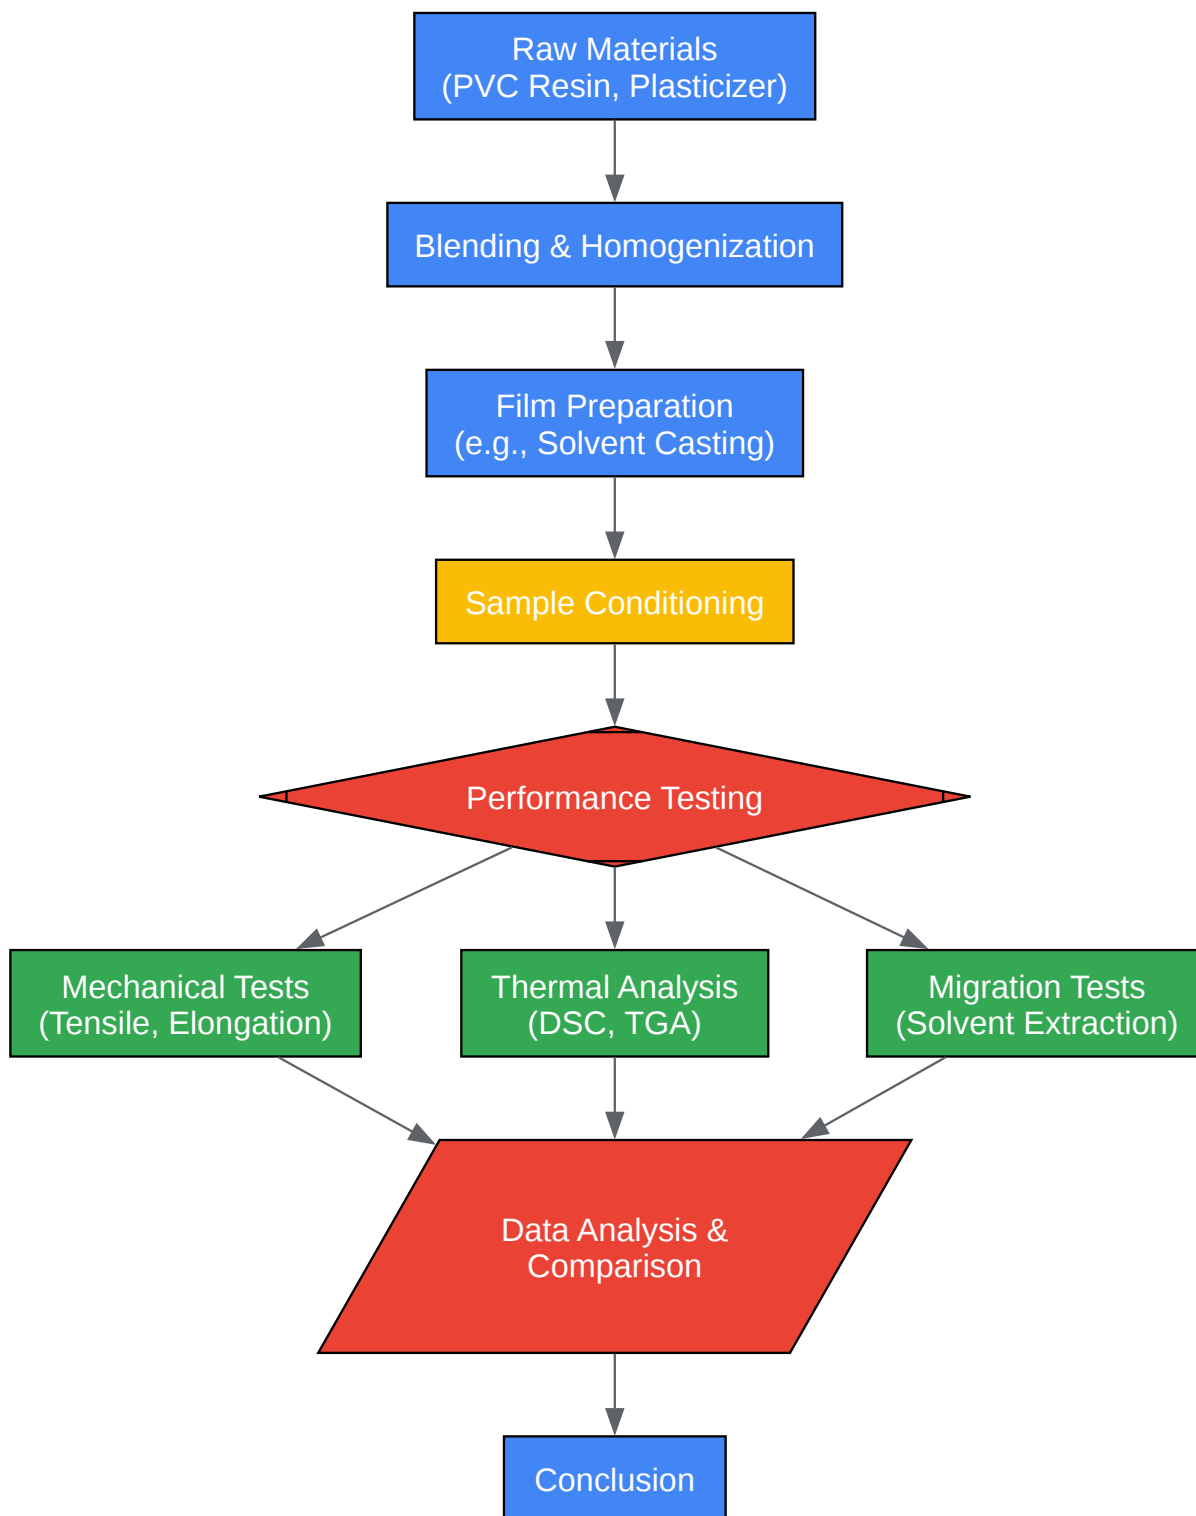 Raw Materials
(PVC Resin, Plasticizer)
Blending & Homogenization
Film Preparation
(e.g., Solvent Casting)
Sample Conditioning
Performance Testing
Mechanical Tests
(Tensile, Elongation)
Thermal Analysis
(DSC, TGA)
Migration Tests
(Solvent Extraction)
Data Analysis &
Comparison
Conclusion